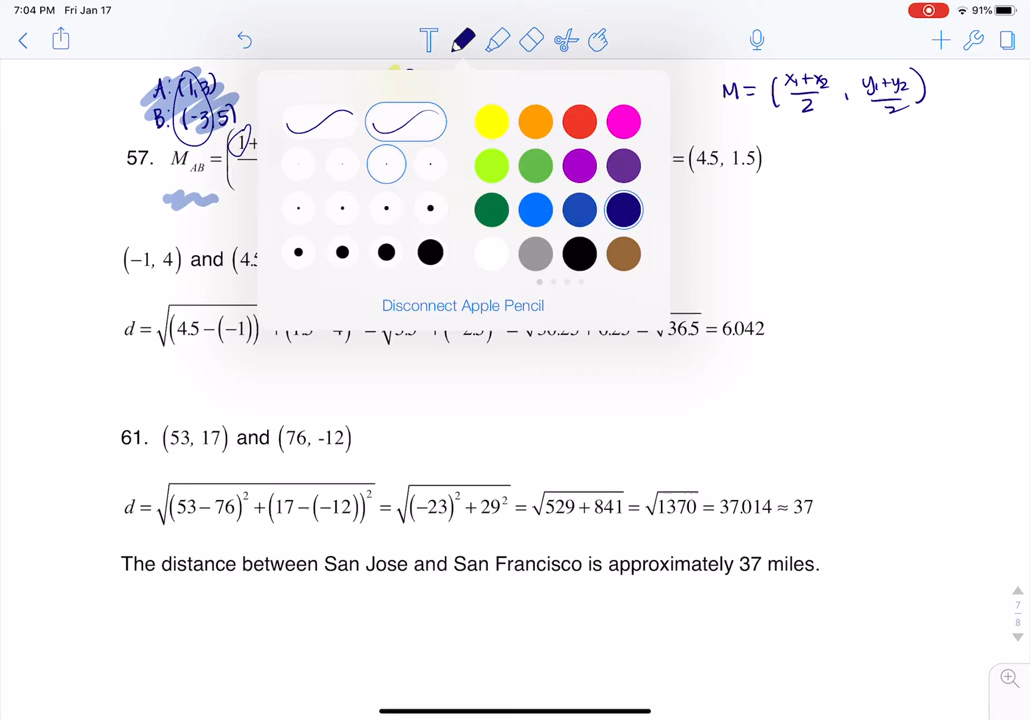 7:04 PM Fri Jan 17 91%
A: (1, 3)
B: (-3, 5)
M = (x₁+x₂/2 , y₁+y₂/2)
57. M_AB = (1+ = (4.5, 1.5)
(−1, 4) and (4.5
Disconnect Apple Pencil
d = √(4.5−(−1)) 36.5 = 6.042
61. (53, 17) and (76, -12)
d = √(53−76)² + (17−(−12))² = √(−23)² + 29² = √529+841 = √1370 = 37.014 ≈ 37
The distance between San Jose and San Francisco is approximately 37 miles.
7
8